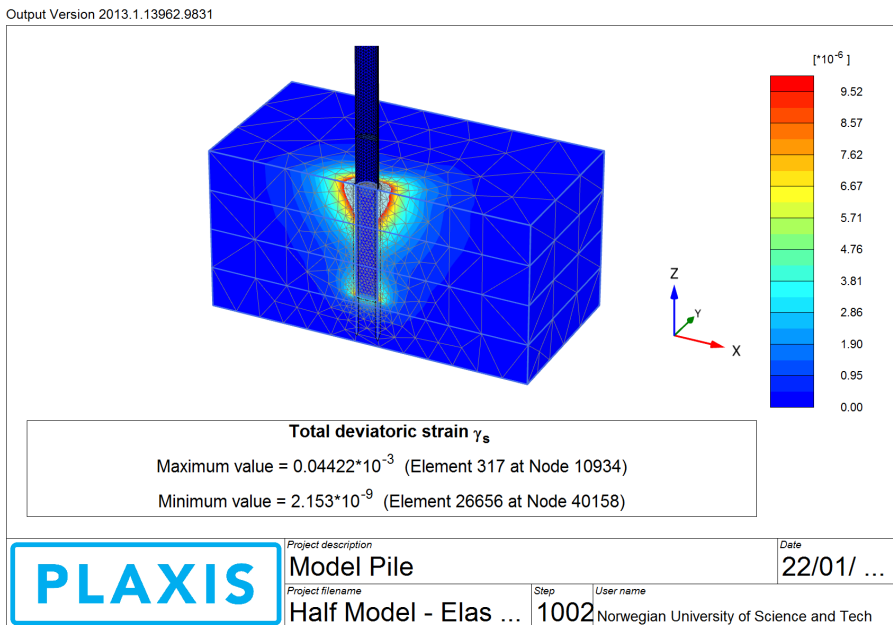 Output Version 2013.1.13962.9831
[*10-6 ]
9.52
8.57
7.62
6.67
5.71
4.76
3.81
2.86
1.90
0.95
0.00
Z
Y
X
Total deviatoric strain γs
Maximum value = 0.04422*10-3 (Element 317 at Node 10934)
Minimum value = 2.153*10-9 (Element 26656 at Node 40158)
PLAXIS
Project description
Model Pile
Date
22/01/ ...
Project filename
Half Model - Elas ...
Step
1002
User name
Norwegian University of Science and Tech